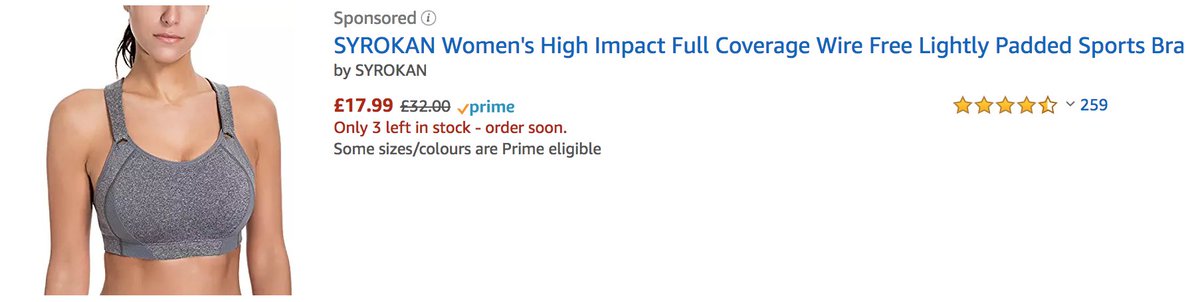 Sponsored
SYROKAN Women's High Impact Full Coverage Wire Free Lightly Padded Sports Bra
by SYROKAN
£17.99 £32.00 prime
259
Only 3 left in stock - order soon.
Some sizes/colours are Prime eligible